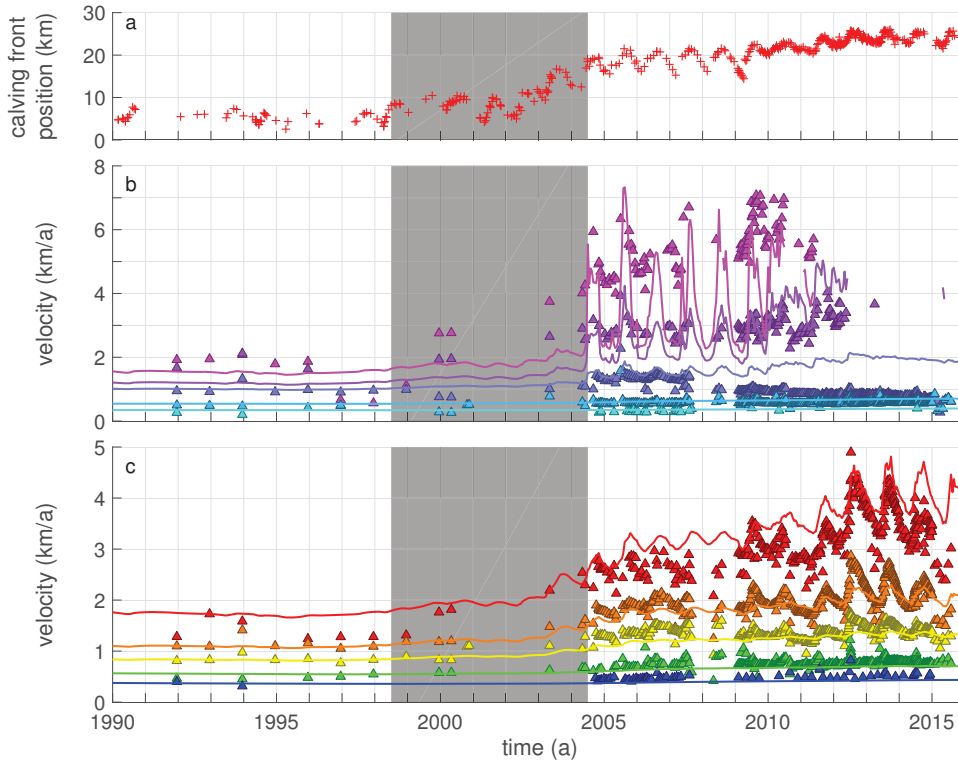 a
calving front
position (km)
30
20
10
0
b
velocity (km/a)
8
6
4
2
0
c
velocity (km/a)
5
4
3
2
1
0
1990 1995 2000 2005 2010 2015
time (a)